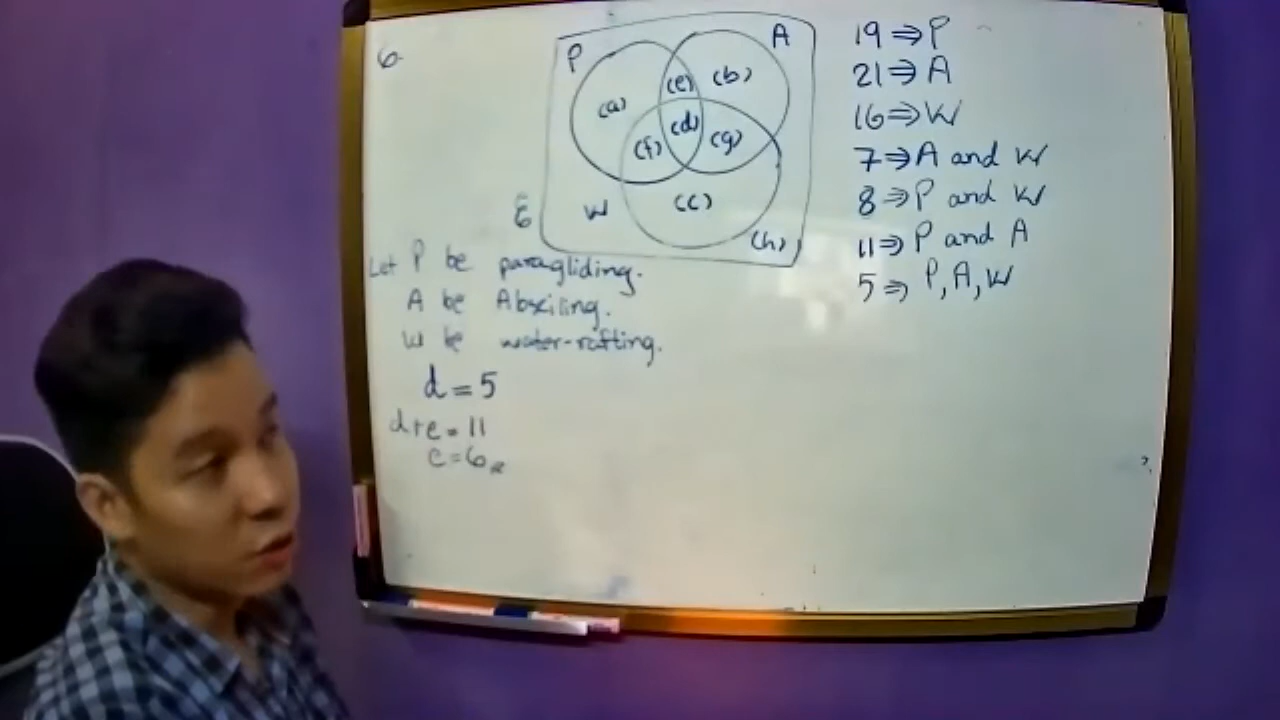 6.
P
A
(a)
(e)
(b)
(d)
(f)
(g)
(c)
ξ
W
(h)
19 ⇒ P
21 ⇒ A
16 ⇒ W
7 ⇒ A and W
8 ⇒ P and W
11 ⇒ P and A
5 ⇒ P, A, W
Let P be paragliding.
A be Absciling.
W be water-rafting.
d = 5
d+e = 11
e = 6